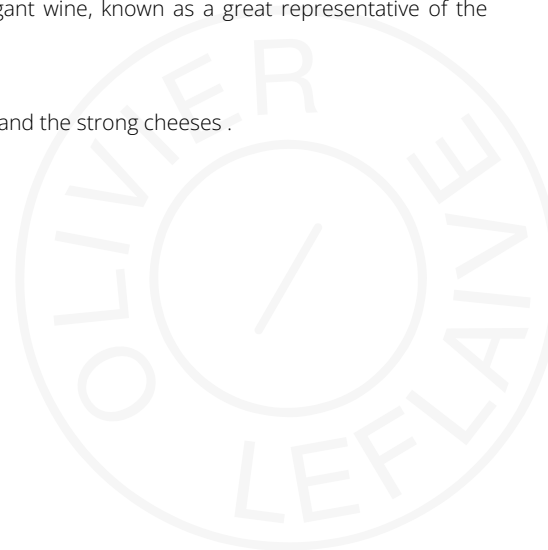 gant wine, known as a great representative of the
and the strong cheeses .
OLIVIER
LEFLAIVE